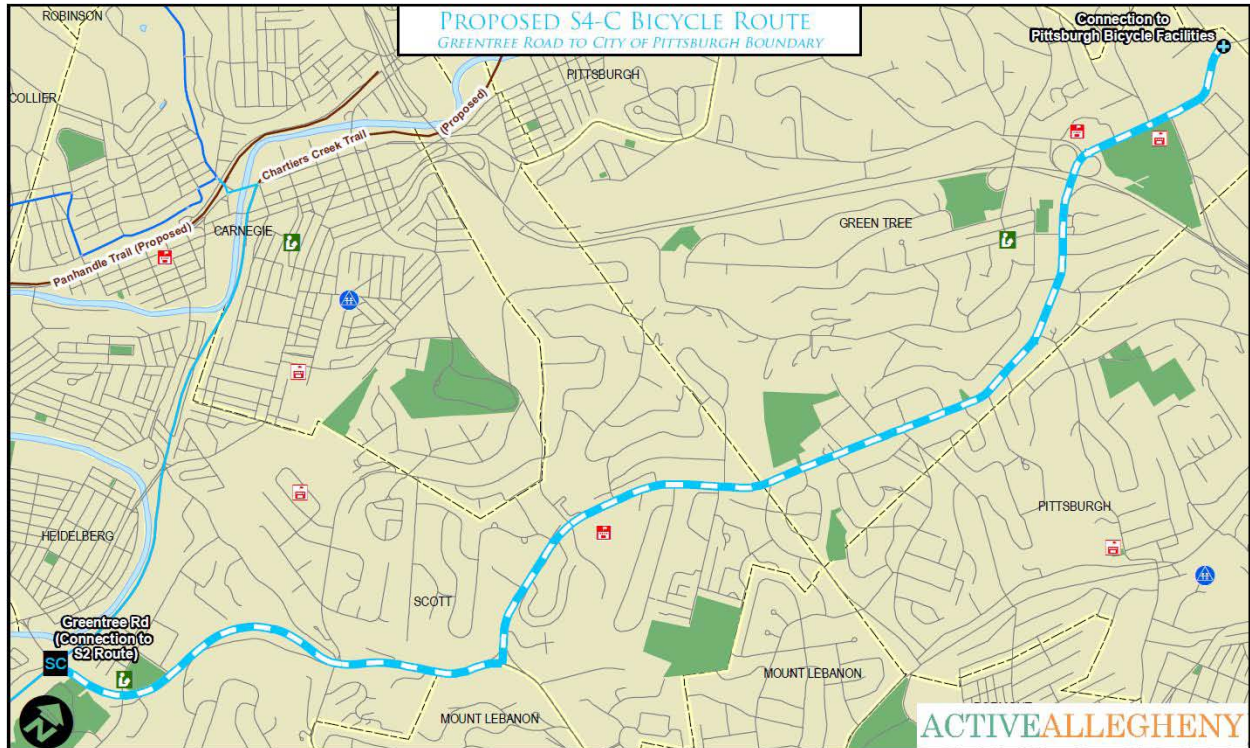 PROPOSED S4-C BICYCLE ROUTE
GREENTREE ROAD TO CITY OF PITTSBURGH BOUNDARY
Connection to
Pittsburgh Bicycle Facilities
ROBINSON
PITTSBURGH
COLLIER
(Proposed)
Chartiers Creek Trail
GREEN TREE
CARNEGIE
Panhandle Trail (Proposed)
PITTSBURGH
HEIDELBERG
SCOTT
Greentree Rd
(Connection to
S2 Route)
SC
MOUNT LEBANON
MOUNT LEBANON
N
ACTIVEALLEGHENY